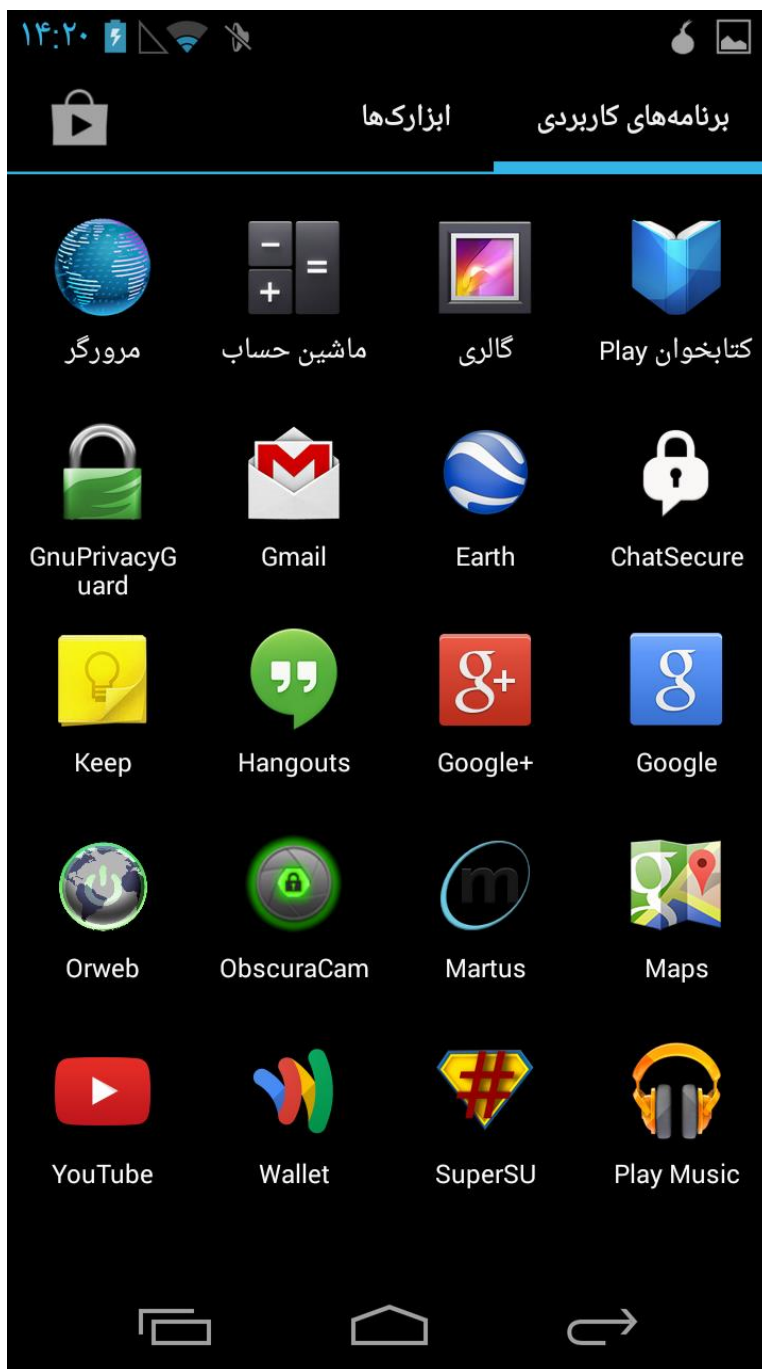 ۱۴:۲۰
برنامه‌های کاربردی
ابزارک‌ها
کتابخوان Play
گالری
ماشین حساب
مرورگر
ChatSecure
Earth
Gmail
GnuPrivacyG
uard
Google
Google+
Hangouts
Keep
Maps
Martus
ObscuraCam
Orweb
Play Music
SuperSU
Wallet
YouTube